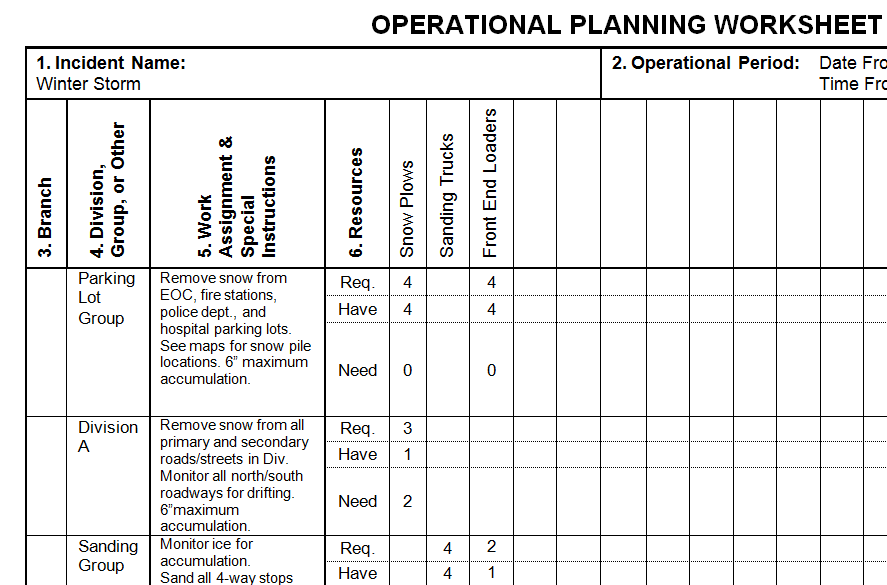 OPERATIONAL PLANNING WORKSHEET
1. Incident Name:
Winter Storm
2. Operational Period: Date Fro
Time Fro
3. Branch
4. Division,
Group, or Other
5. Work
Assignment &
Special
Instructions
6. Resources
Snow Plows
Sanding Trucks
Front End Loaders
Parking
Lot
Group
Remove snow from
EOC, fire stations,
police dept., and
hospital parking lots.
See maps for snow pile
locations. 6” maximum
accumulation.
Req. 4 4
Have 4 4
Need 0 0
Division
A
Remove snow from all
primary and secondary
roads/streets in Div.
Monitor all north/south
roadways for drifting.
6”maximum
accumulation.
Req. 3
Have 1
Need 2
Sanding
Group
Monitor ice for
accumulation.
Sand all 4-way stops
Req. 4 2
Have 4 1